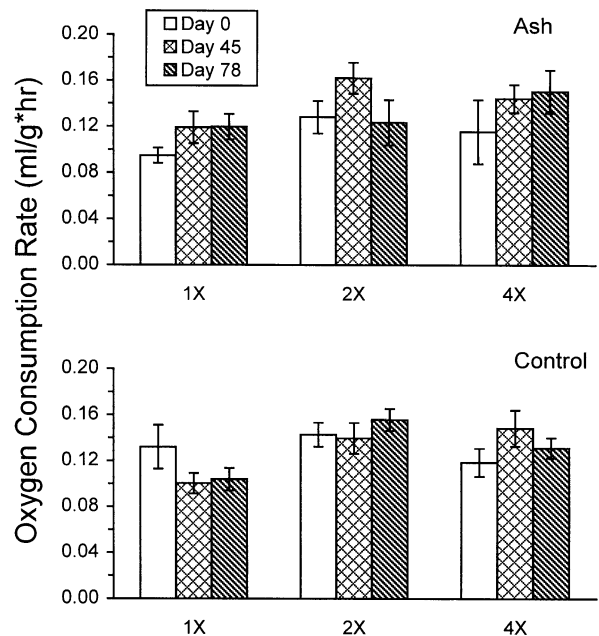 Oxygen Consumption Rate (ml/g*hr)
Day 0
Day 45
Day 78
Ash
0.20
0.16
0.12
0.08
0.04
0.00
1X 2X 4X
Control
0.20
0.16
0.12
0.08
0.04
0.00
1X 2X 4X